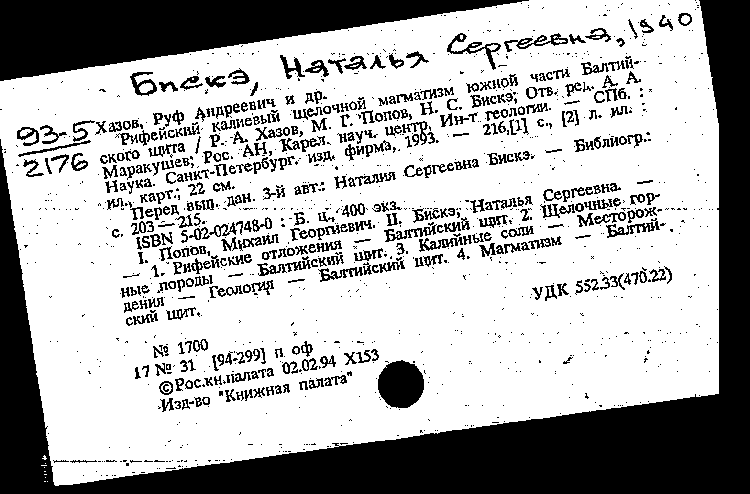 Бискэ, Наталья Сергеевна, 1940
93-5
2176
Хазов, Руф Андреевич и др.
Рифейский калиевый щелочной магматизм южной части Балтий-
ского щита / Р. А. Хазов, М. Г. Попов, Н. С. Бискэ; Отв. ред. А. А.
Маракушев; Рос. АН, Карел. науч. центр, Ин-т геологии. — СПб. :
Наука. Санкт-Петербург. изд. фирма, 1993. — 216,[1] с., [2] л. ил. :
ил., карт.; 22 см.
Перед вып. дан. 3-й авт.: Наталия Сергеевна Бискэ. — Библиогр.:
с. 203—215.
ISBN 5-02-024748-0 : Б. ц., 400 экз.
I. Попов, Михаил Георгиевич. II. Бискэ, Наталья Сергеевна. —
— 1. Рифейские отложения — Балтийский щит. 2. Щелочные гор-
ные породы — Балтийский щит. 3. Калийные соли — Месторож-
дения — Геология — Балтийский щит. 4. Магматизм — Балтий-
ский щит.
УДК 552.33(470.22)
№ 1700
17 № 31 [94-299] п оф
©Рос.кн.палата 02.02.94 X153
Изд-во "Книжная палата"